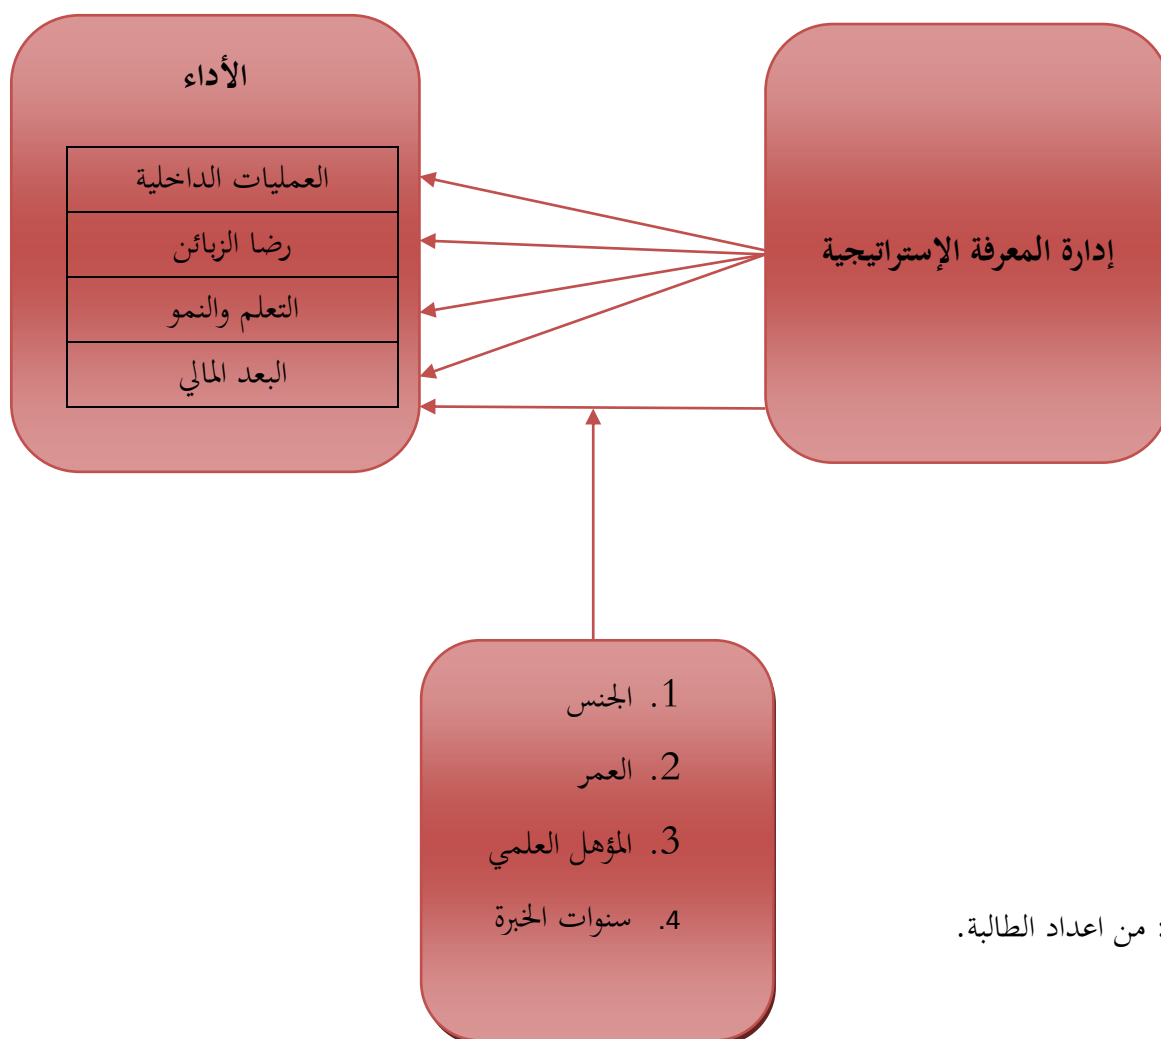 إدارة المعرفة الإستراتيجية
الأداء
العمليات الداخلية
رضا الزبائن
التعلم والنمو
البعد المالي
1. الجنس
2. العمر
3. المؤهل العلمي
4. سنوات الخبرة
: من اعداد الطالبة.